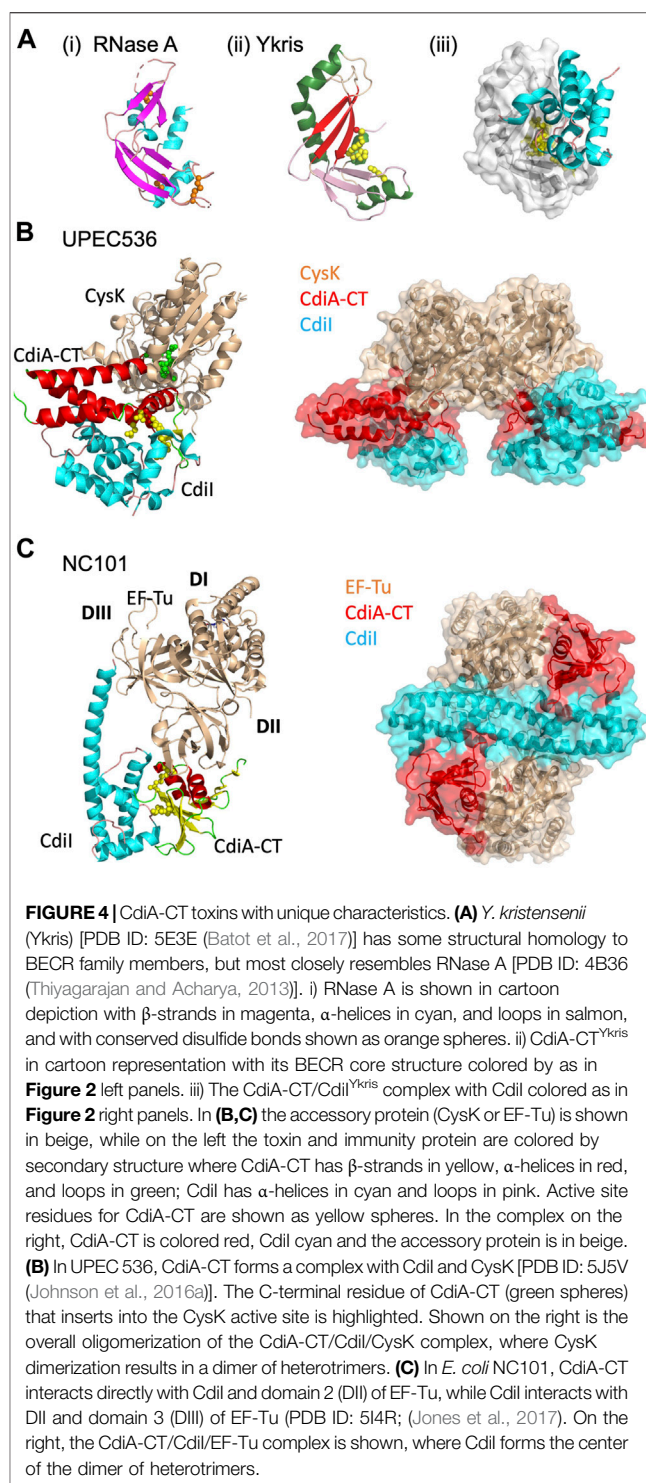 A (i) RNase A (ii) Ykris (iii)
B UPEC536
CysK
CdiA-CT
CdiI
CysK
CdiA-CT
CdiI
C NC101
DI
EF-Tu
DIII
DII
CdiI
CdiA-CT
EF-Tu
CdiA-CT
CdiI
FIGURE 4 | CdiA-CT toxins with unique characteristics. (A) Y. kristensenii
(Ykris) [PDB ID: 5E3E (Batot et al., 2017)] has some structural homology to
BECR family members, but most closely resembles RNase A [PDB ID: 4B36
(Thiyagarajan and Acharya, 2013)]. i) RNase A is shown in cartoon
depiction with β-strands in magenta, α-helices in cyan, and loops in salmon,
and with conserved disulfide bonds shown as orange spheres. ii) CdiA-CT^Ykris
in cartoon representation with its BECR core structure colored by as in
Figure 2 left panels. iii) The CdiA-CT/CdiI^Ykris complex with CdiI colored as in
Figure 2 right panels. In (B,C) the accessory protein (CysK or EF-Tu) is shown
in beige, while on the left the toxin and immunity protein are colored by
secondary structure where CdiA-CT has β-strands in yellow, α-helices in red,
and loops in green; CdiI has α-helices in cyan and loops in pink. Active site
residues for CdiA-CT are shown as yellow spheres. In the complex on the
right, CdiA-CT is colored red, CdiI cyan and the accessory protein is in beige.
(B) In UPEC 536, CdiA-CT forms a complex with CdiI and CysK [PDB ID: 5J5V
(Johnson et al., 2016a)]. The C-terminal residue of CdiA-CT (green spheres)
that inserts into the CysK active site is highlighted. Shown on the right is the
overall oligomerization of the CdiA-CT/CdiI/CysK complex, where CysK
dimerization results in a dimer of heterotrimers. (C) In E. coli NC101, CdiA-CT
interacts directly with CdiI and domain 2 (DII) of EF-Tu, while CdiI interacts with
DII and domain 3 (DIII) of EF-Tu (PDB ID: 5I4R; (Jones et al., 2017). On the
right, the CdiA-CT/CdiI/EF-Tu complex is shown, where CdiI forms the center
of the dimer of heterotrimers.